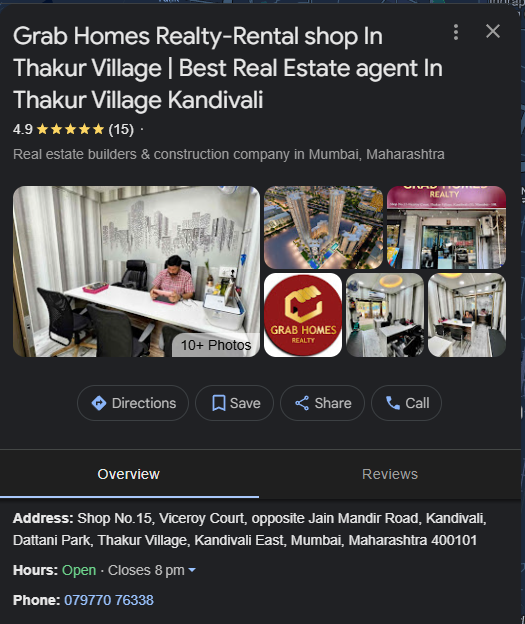 Grab Homes Realty-Rental shop In
Thakur Village | Best Real Estate agent In
Thakur Village Kandivali
4.9 ★★★★★ (15) ·
Real estate builders & construction company in Mumbai, Maharashtra
GRAB HOMES
REALTY
10+ Photos
GRAB HOMES
REALTY
Directions
Save
Share
Call
Overview
Reviews
Address: Shop No.15, Viceroy Court, opposite Jain Mandir Road, Kandivali,
Dattani Park, Thakur Village, Kandivali East, Mumbai, Maharashtra 400101
Hours: Open · Closes 8 pm
Phone: 079770 76338